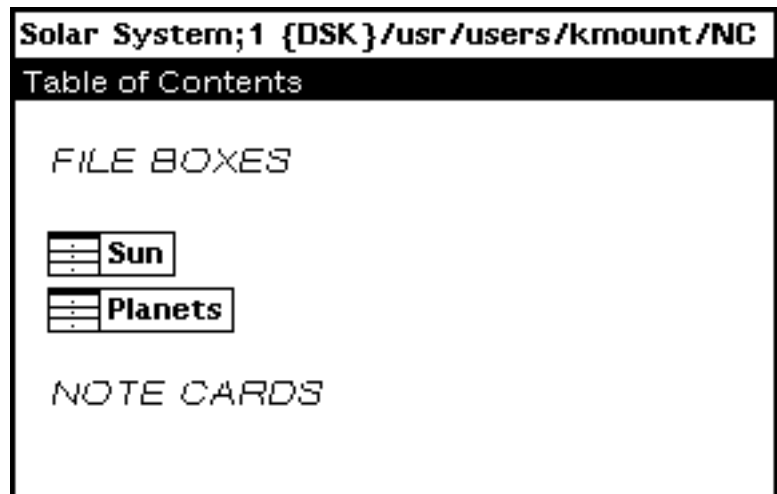 Solar System;1 {DSK}/usr/users/kmount/NC
Table of Contents
FILE BOXES
Sun
Planets
NOTE CARDS